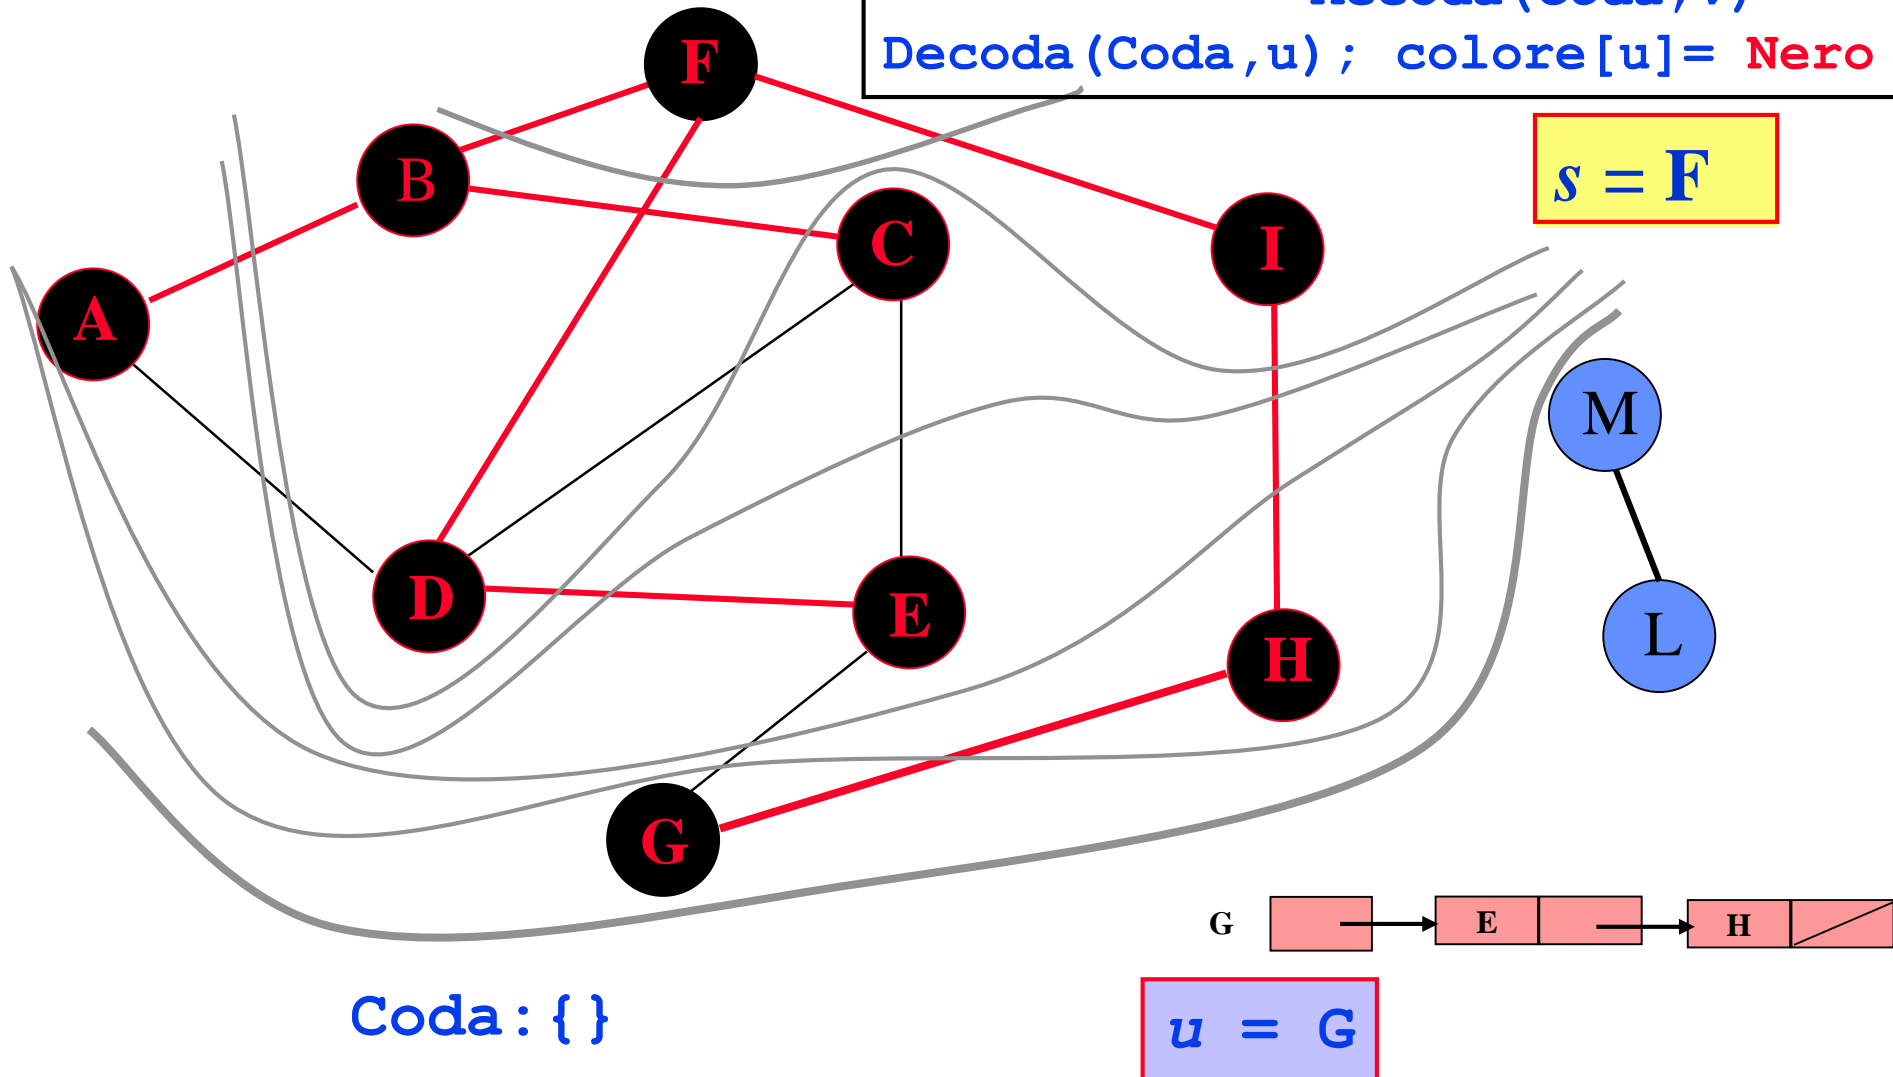 Decoda(Coda,u); colore[u]= Nero
F
s = F
B
C
I
A
M
D
E
L
H
G
G E H
Coda:{}
u = G